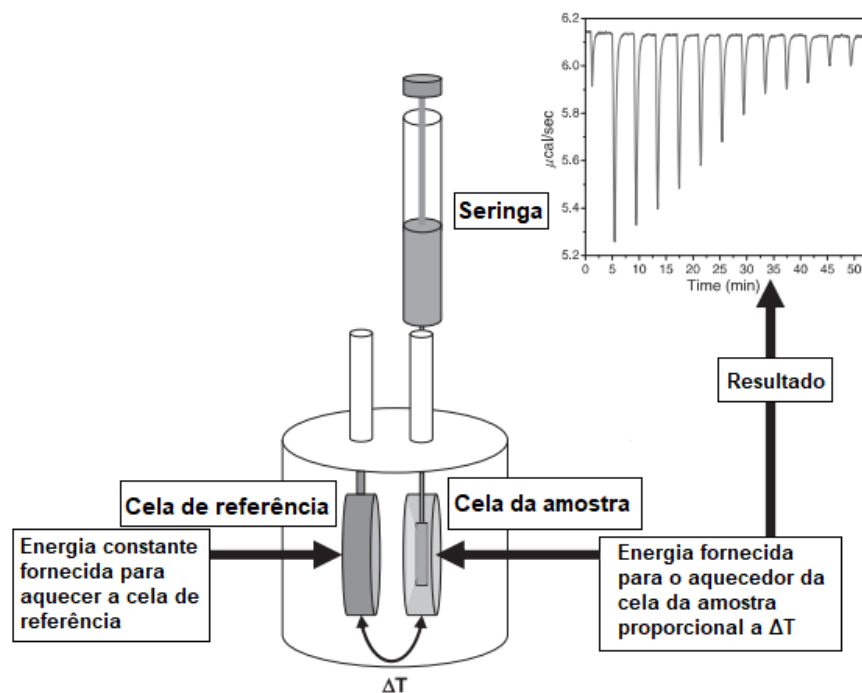 6.2
6.0
5.8
5.6
5.4
5.2
μcal/sec
0 5 10 15 20 25 30 35 40 45 50
Time (min)
Seringa
Resultado
Cela de referência
Cela da amostra
Energia constante
fornecida para
aquecer a cela de
referência
Energia fornecida
para o aquecedor da
cela da amostra
proporcional a ΔT
ΔT